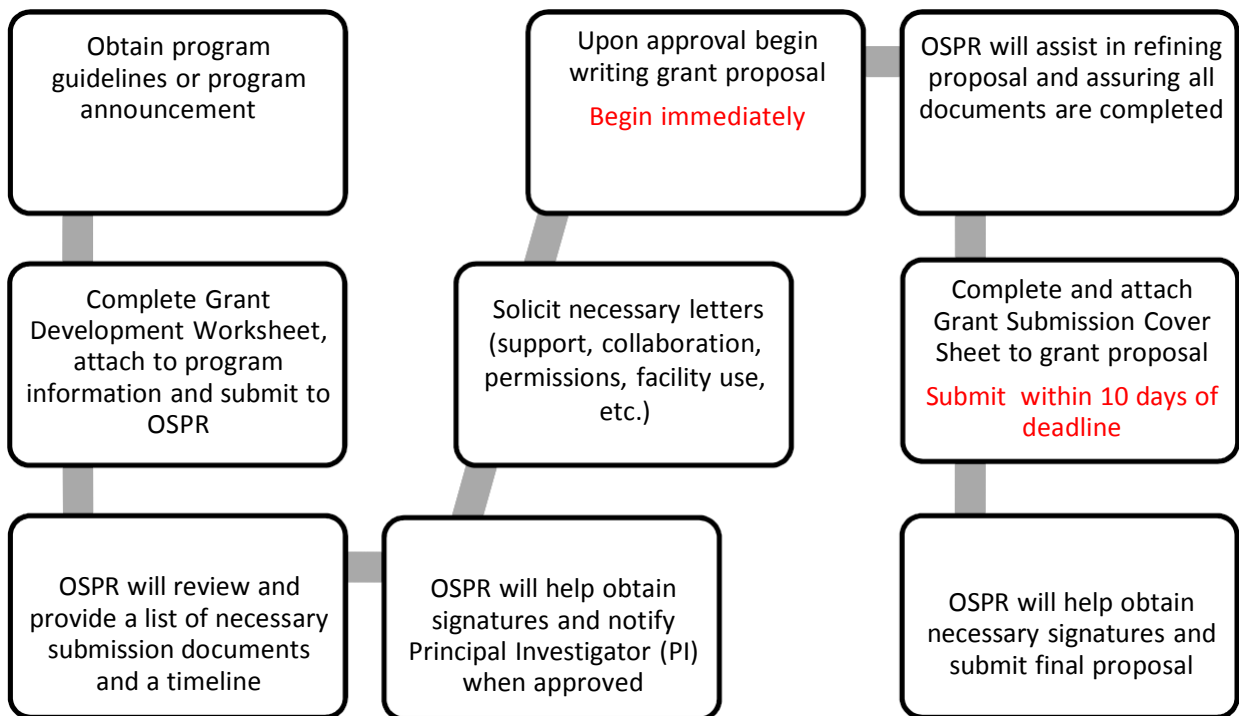 Obtain program
guidelines or program
announcement
Complete Grant
Development Worksheet,
attach to program
information and submit to
OSPR
OSPR will review and
provide a list of necessary
submission documents
and a timeline
OSPR will help obtain
signatures and notify
Principal Investigator (PI)
when approved
Solicit necessary letters
(support, collaboration,
permissions, facility use,
etc.)
Upon approval begin
writing grant proposal
Begin immediately
OSPR will assist in refining
proposal and assuring all
documents are completed
Complete and attach
Grant Submission Cover
Sheet to grant proposal
Submit within 10 days of
deadline
OSPR will help obtain
necessary signatures and
submit final proposal